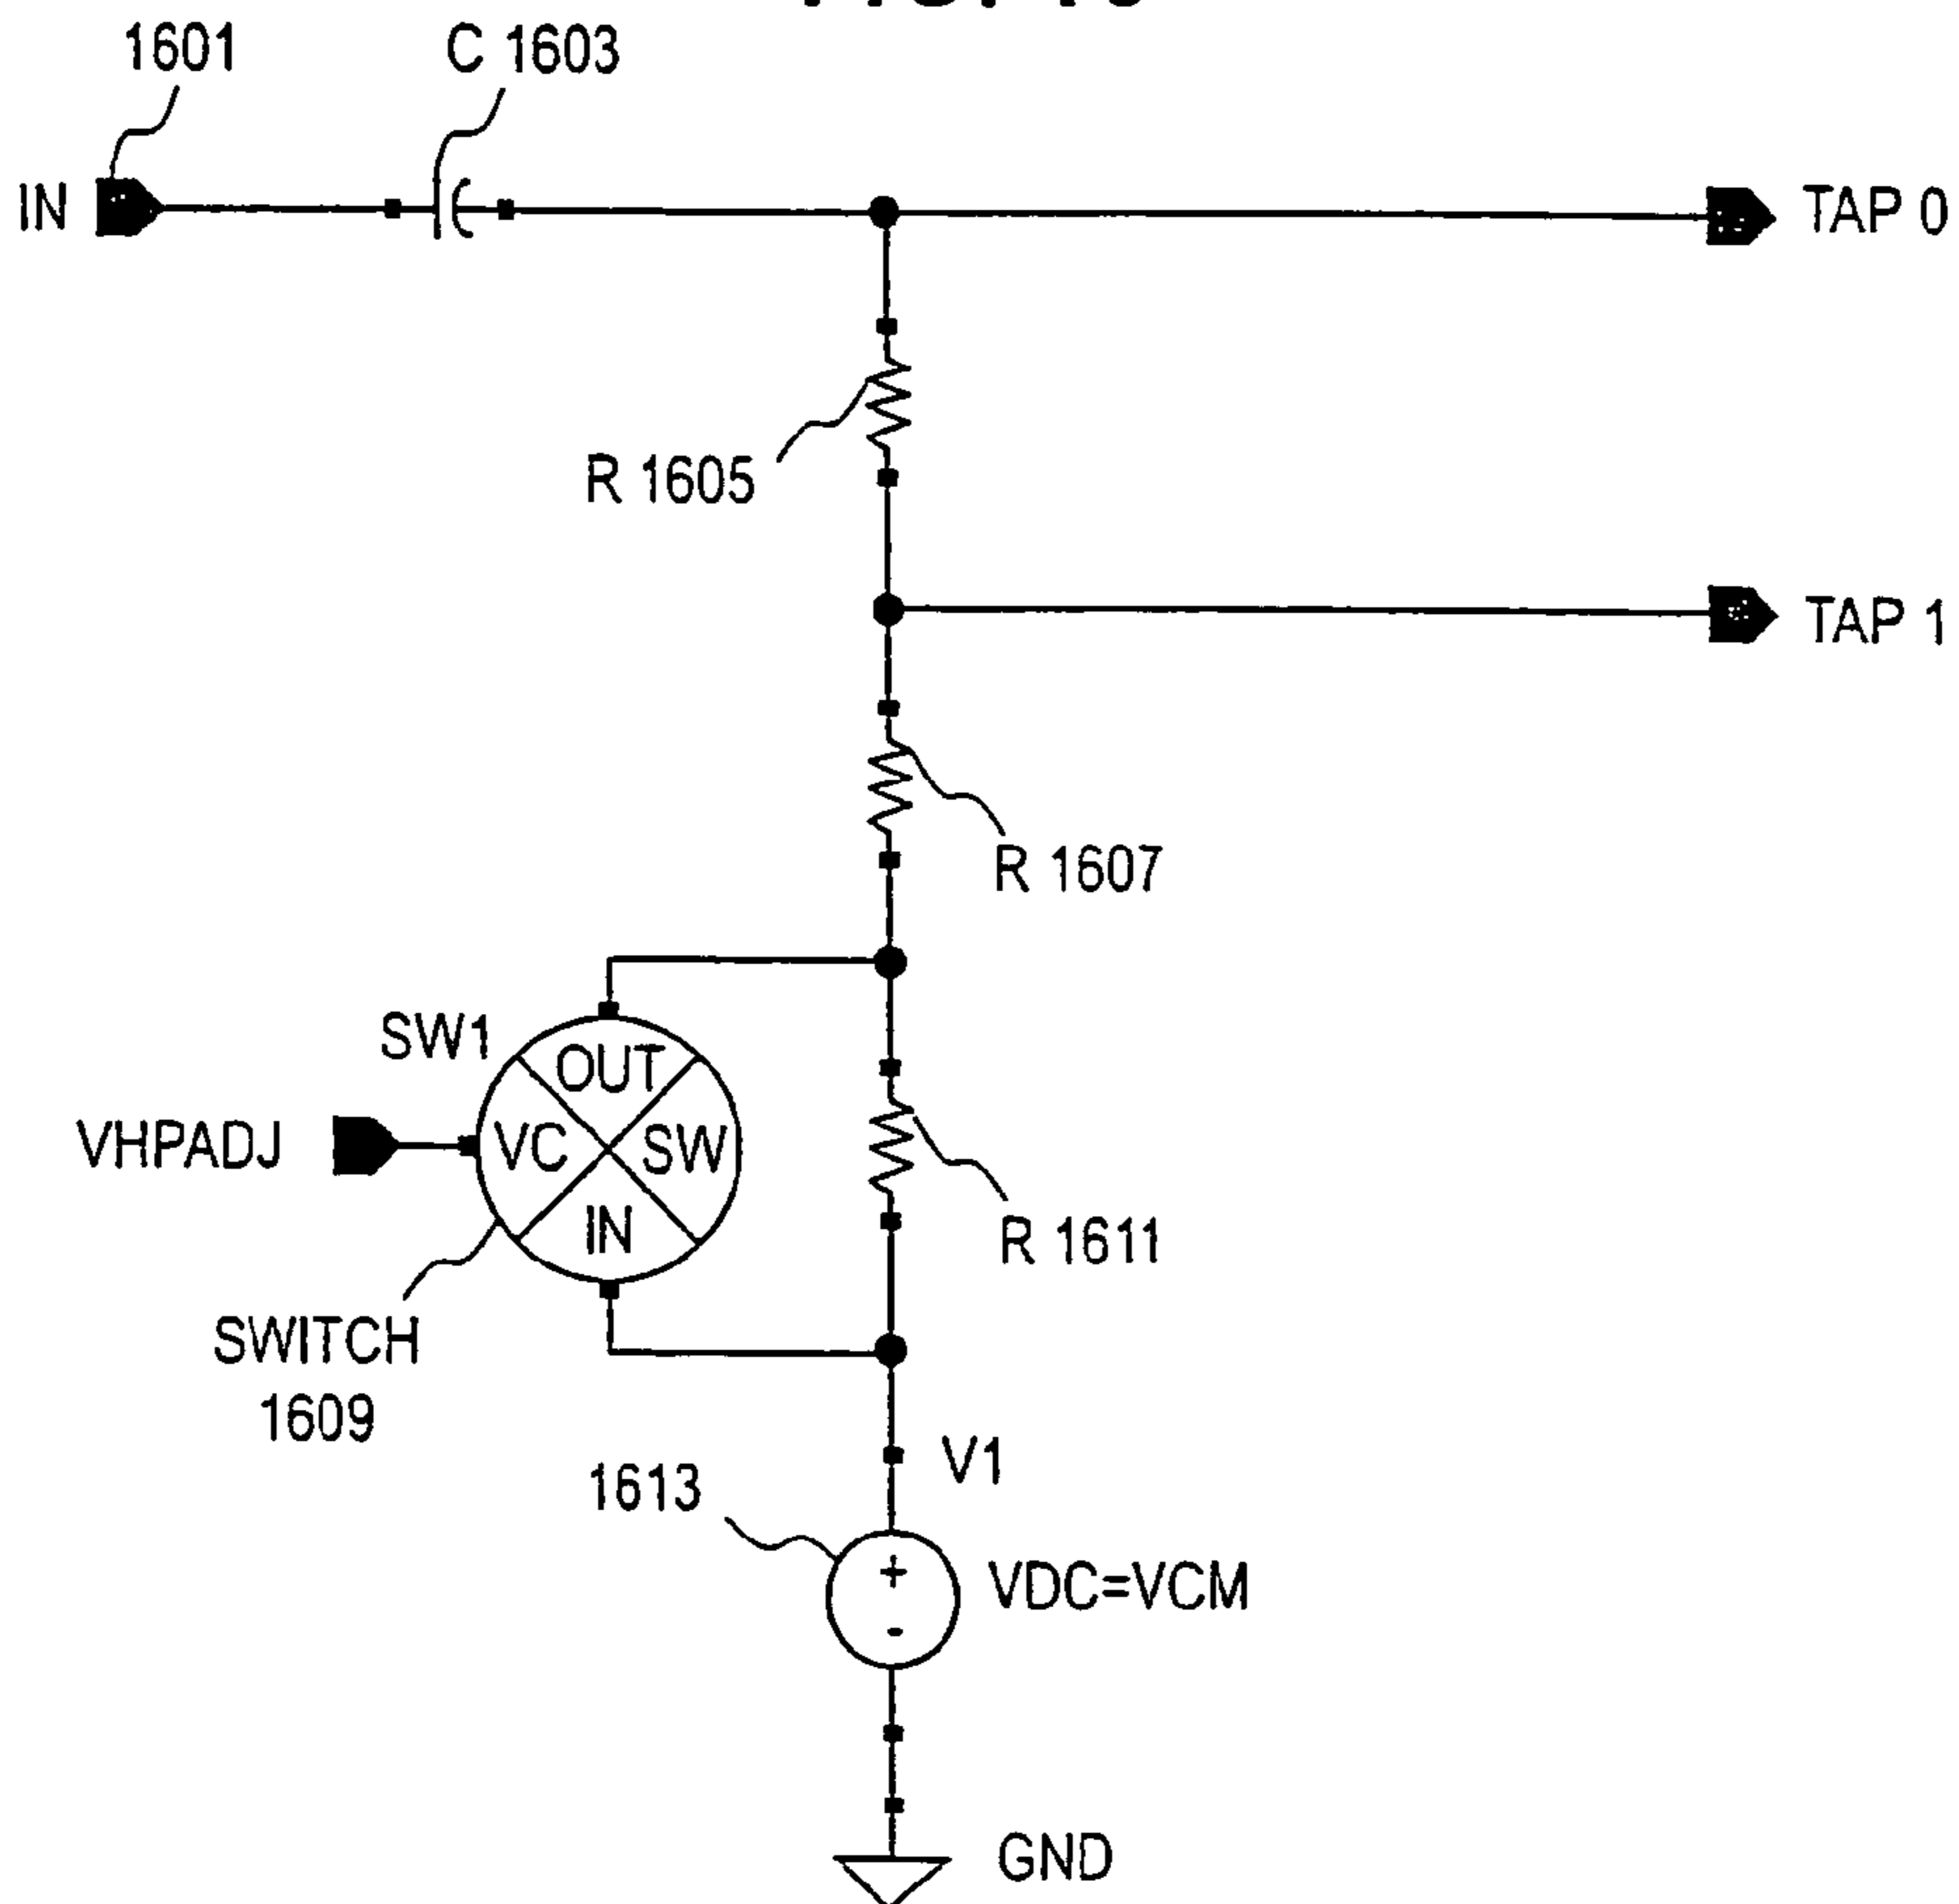 1601
C 1603
IN
TAP 0
R 1605
TAP 1
R 1607
SW1
OUT
VHPADJ
VC
SW
IN
R 1611
SWITCH
1609
V1
1613
+
VDC=VCM
-
GND